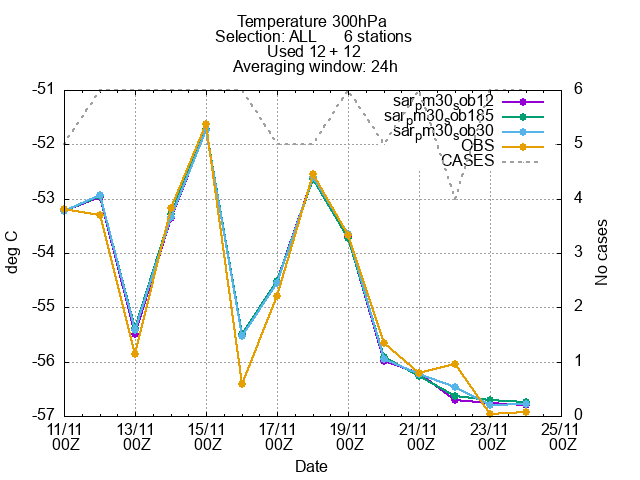 Temperature 300hPa
Selection: ALL 6 stations
Used 12 + 12
Averaging window: 24h
-51
-52
-53
-54
-55
-56
-57
deg C
6
5
4
3
2
1
0
No cases
sar_pm30_sob12
sar_pm30_sob185
sar_pm30_sob30
OBS
CASES
11/11 13/11 15/11 17/11 19/11 21/11 23/11 25/11
00Z 00Z 00Z 00Z 00Z 00Z 00Z 00Z
Date